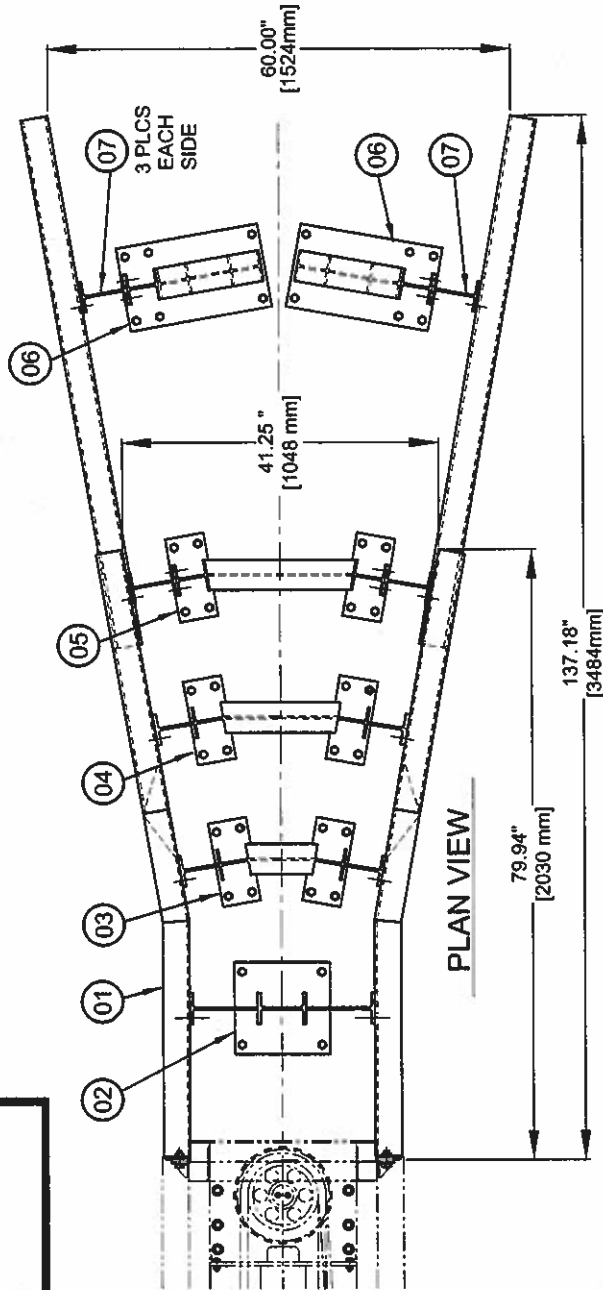 60.00"
[1524mm]
07
3 PLCS
EACH
SIDE
06
06
07
41.25 "
[1048 mm]
05
04
03
01
02
PLAN VIEW
79.94"
[2030 mm]
137.18"
[3484mm]